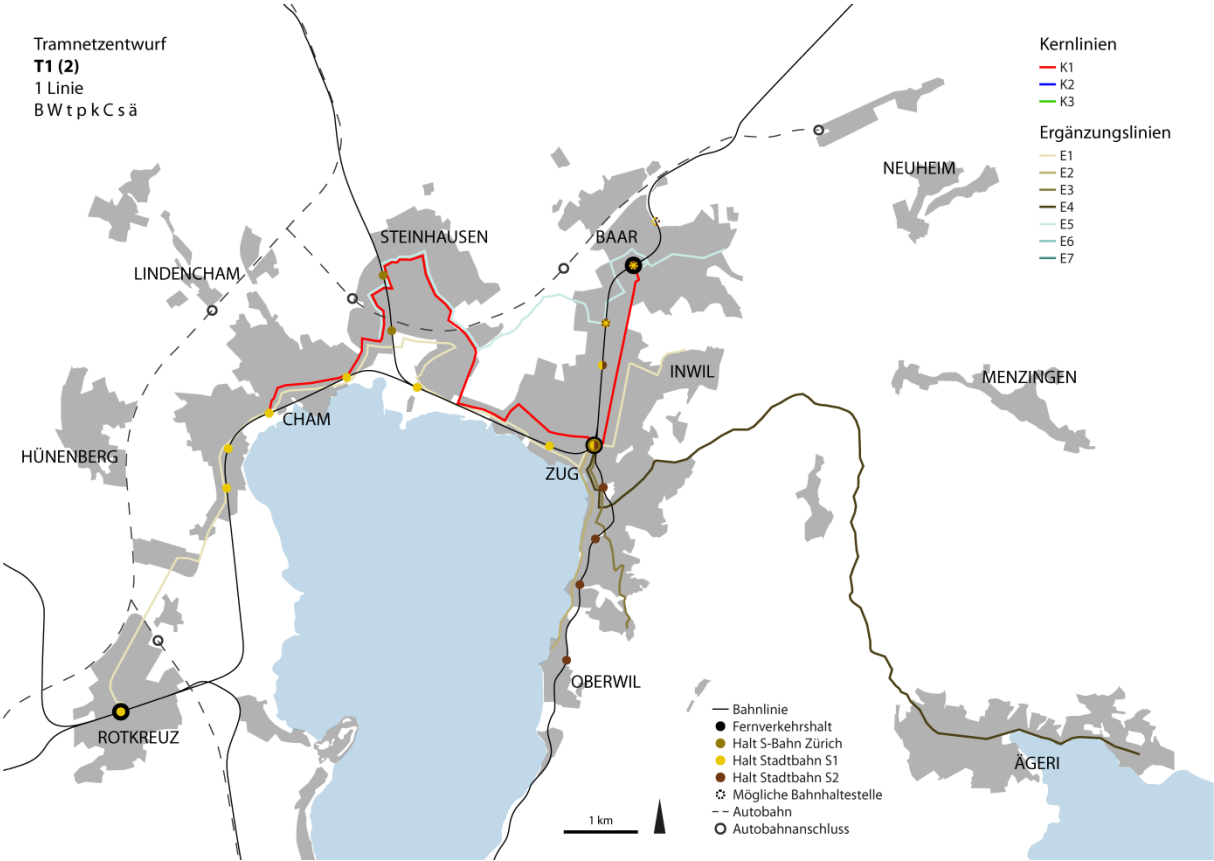 Tramnetzentwurf
T1 (2)
1 Linie
B W t p k C s ä
Kernlinien
K1
K2
K3
Ergänzungslinien
E1
E2
E3
E4
E5
E6
E7
NEUHEIM
STEINHAUSEN
BAAR
LINDENCHAM
INWIL
MENZINGEN
CHAM
HÜNENBERG
ZUG
OBERWIL
ROTKREUZ
ÄGERI
Bahnlinie
Fernverkehrshalt
Halt S-Bahn Zürich
Halt Stadtbahn S1
Halt Stadtbahn S2
Mögliche Bahnhaltestelle
Autobahn
Autobahnanschluss
1 km